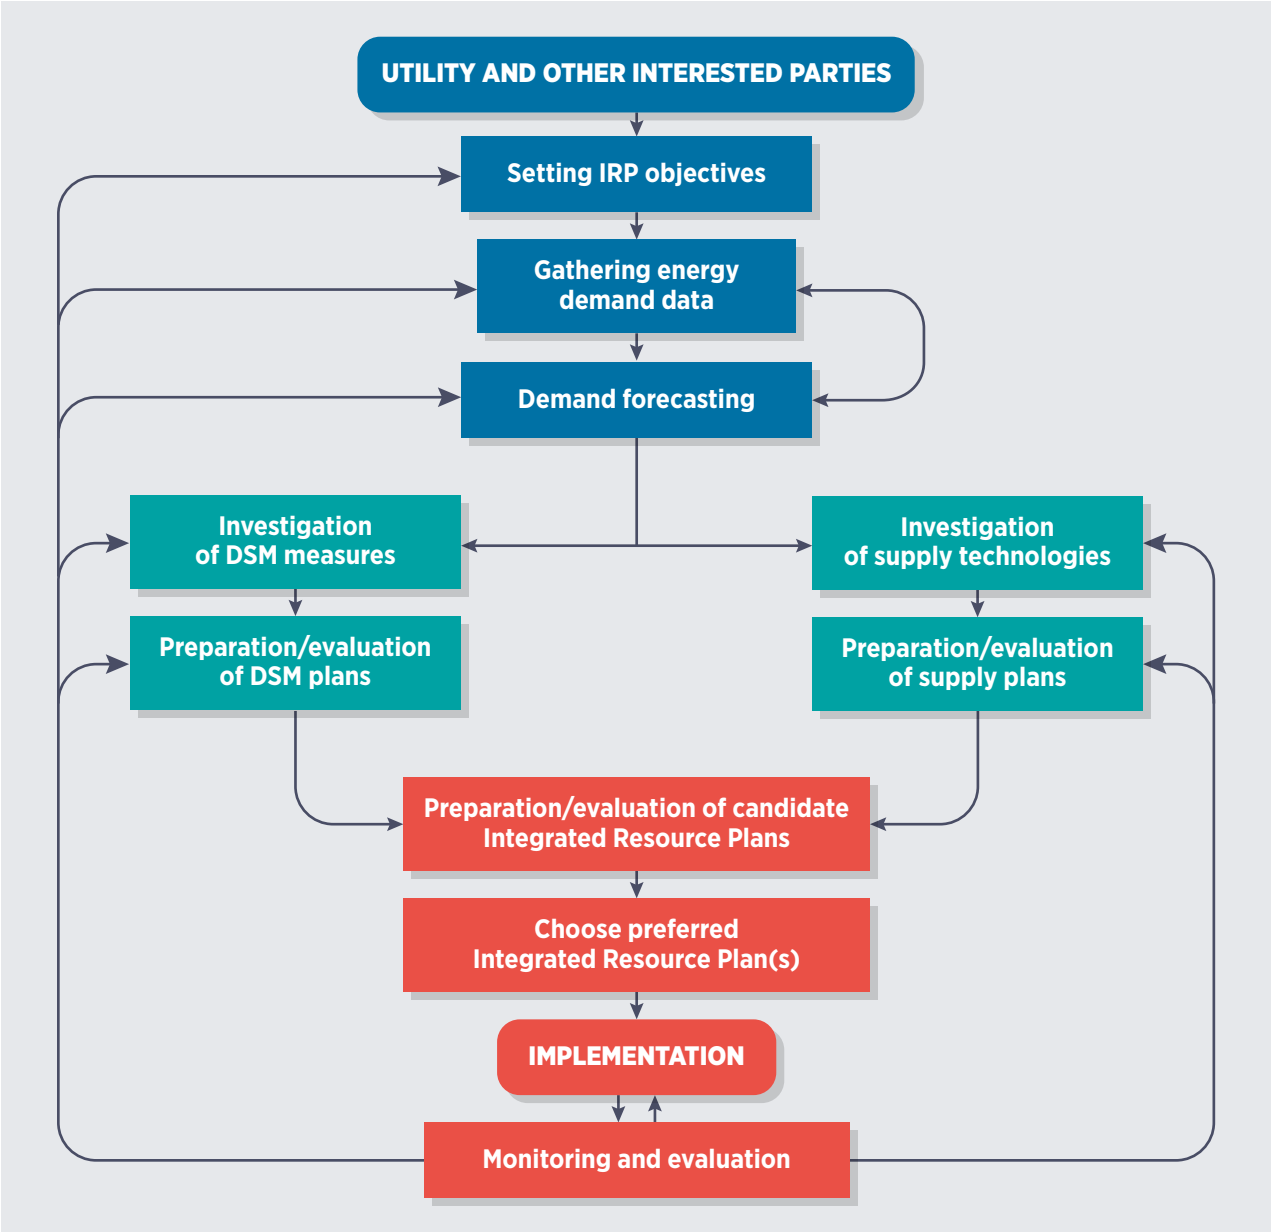 UTILITY AND OTHER INTERESTED PARTIES
Setting IRP objectives
Gathering energy
demand data
Demand forecasting
Investigation
of DSM measures
Investigation
of supply technologies
Preparation/evaluation
of DSM plans
Preparation/evaluation
of supply plans
Preparation/evaluation of candidate
Integrated Resource Plans
Choose preferred
Integrated Resource Plan(s)
IMPLEMENTATION
Monitoring and evaluation